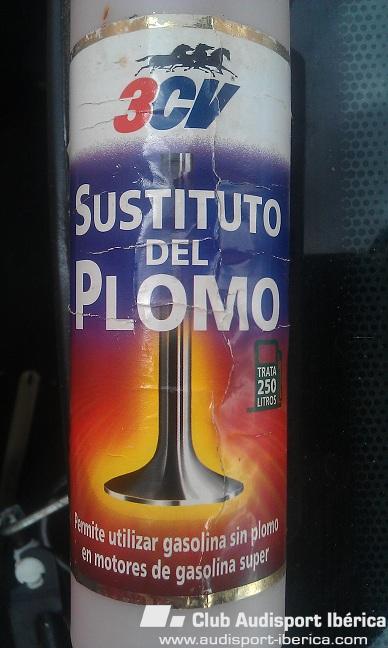 3CV
SUSTITUTO
DEL
PLOMO
TRATA
250
LITROS
Permite utilizar gasolina sin plomo
en motores de gasolina super
Club Audisport Ibérica
www.audisport-iberica.com